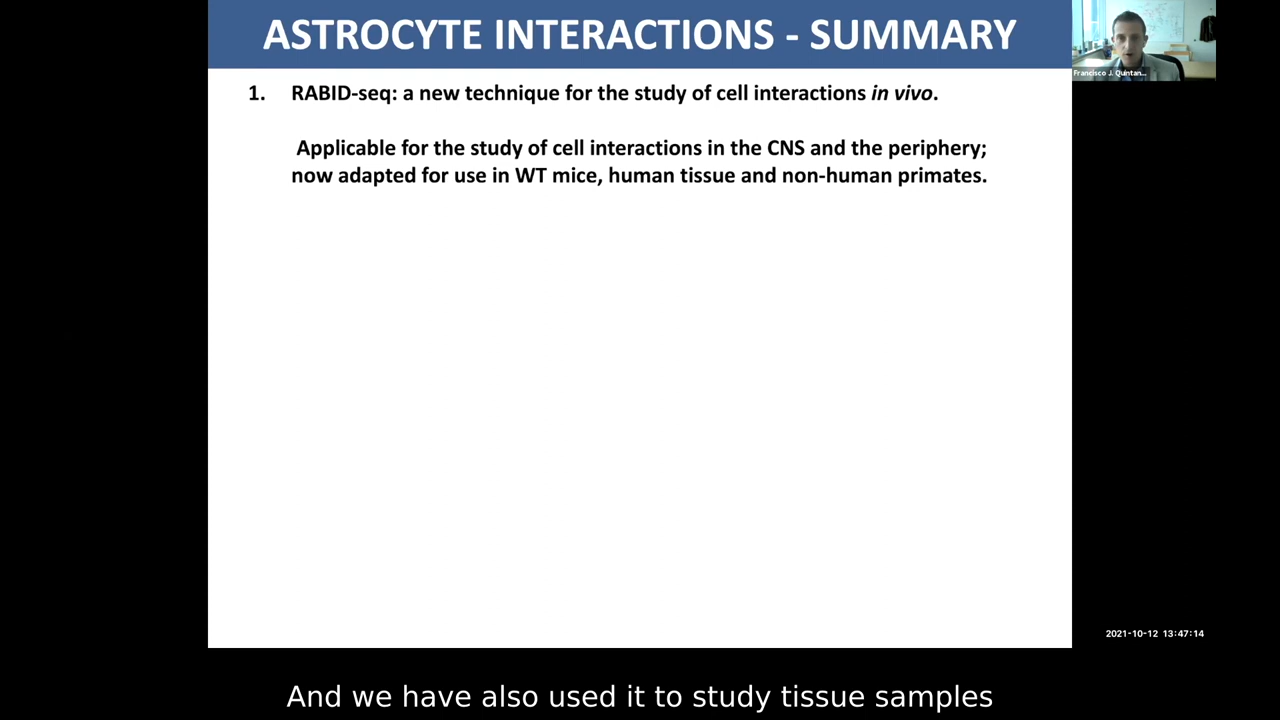 ASTROCYTE INTERACTIONS - SUMMARY
Francisco J. Quintan...
1. RABID-seq: a new technique for the study of cell interactions in vivo.
Applicable for the study of cell interactions in the CNS and the periphery;
now adapted for use in WT mice, human tissue and non-human primates.
2021-10-12 13:47:14
And we have also used it to study tissue samples